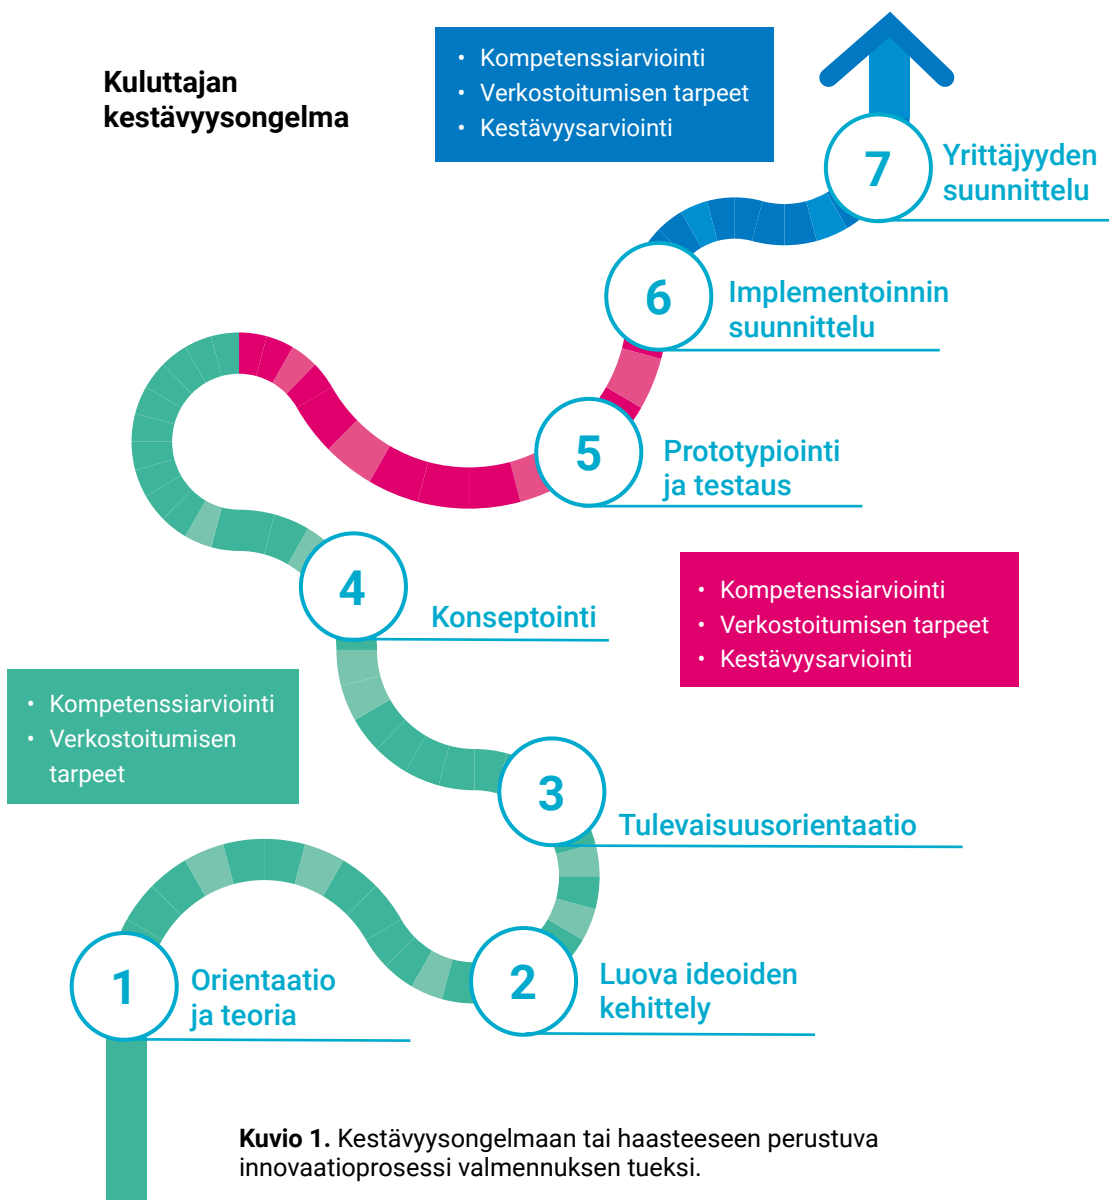 Kuluttajan
kestävyysongelma
• Kompetenssiarviointi
• Verkostoitumisen tarpeet
• Kestävyysarviointi
7
Yrittäjyyden
suunnittelu
6
Implementoinnin
suunnittelu
5
Prototypiointi
ja testaus
4
Konseptointi
• Kompetenssiarviointi
• Verkostoitumisen tarpeet
• Kestävyysarviointi
• Kompetenssiarviointi
• Verkostoitumisen
tarpeet
3
Tulevaisuusorientaatio
1
Orientaatio
ja teoria
2
Luova ideoiden
kehittely
Kuvio 1. Kestävyysongelmaan tai haasteeseen perustuva
innovaatioprosessi valmennuksen tueksi.